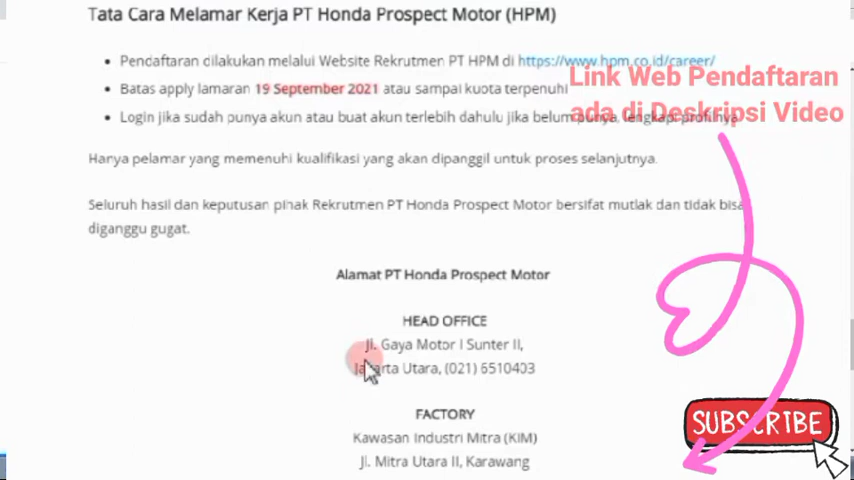 Tata Cara Melamar Kerja PT Honda Prospect Motor (HPM)
Pendaftaran dilakukan melalui Website Rekrutmen PT HPM di https://www.hpm.co.id/career/
Batas apply lamaran 19 September 2021 atau sampai kuota terpenuhi
Login jika sudah punya akun atau buat akun terlebih dahulu jika belum punya, lengkapi profilnya
Link Web Pendaftaran
ada di Deskripsi Video
Hanya pelamar yang memenuhi kualifikasi yang akan dipanggil untuk proses selanjutnya.
Seluruh hasil dan keputusan pihak Rekrutmen PT Honda Prospect Motor bersifat mutlak dan tidak bisa
diganggu gugat.
Alamat PT Honda Prospect Motor
HEAD OFFICE
Jl. Gaya Motor I Sunter II,
Jakarta Utara, (021) 6510403
FACTORY
Kawasan Industri Mitra (KIM)
Jl. Mitra Utara II, Karawang
SUBSCRIBE